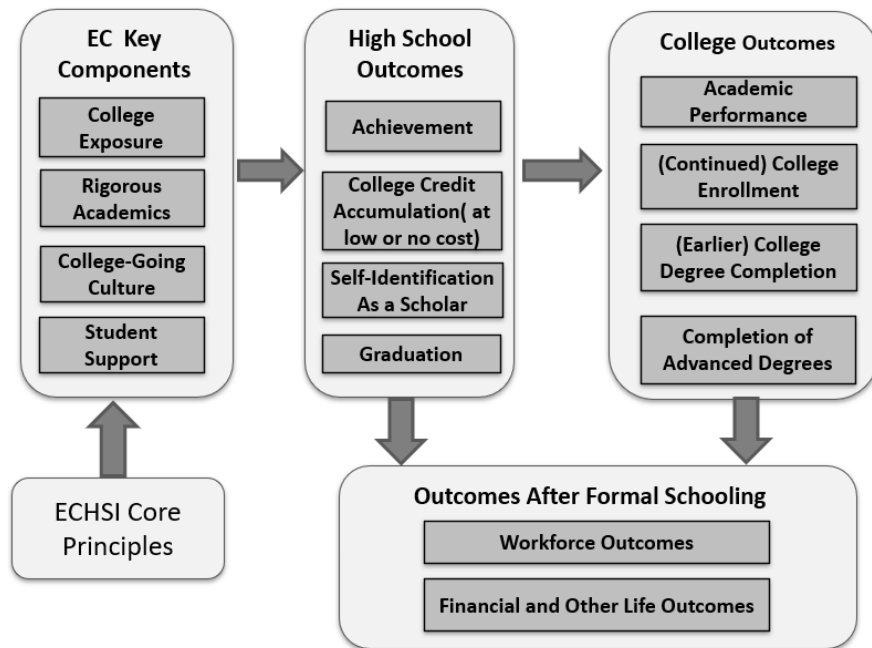 EC Key
Components
College
Exposure
Rigorous
Academics
College-Going
Culture
Student
Support
High School
Outcomes
Achievement
College Credit
Accumulation( at
low or no cost)
Self-Identification
As a Scholar
Graduation
College Outcomes
Academic
Performance
(Continued) College
Enrollment
(Earlier) College
Degree Completion
Completion of
Advanced Degrees
ECHSI Core
Principles
Outcomes After Formal Schooling
Workforce Outcomes
Financial and Other Life Outcomes